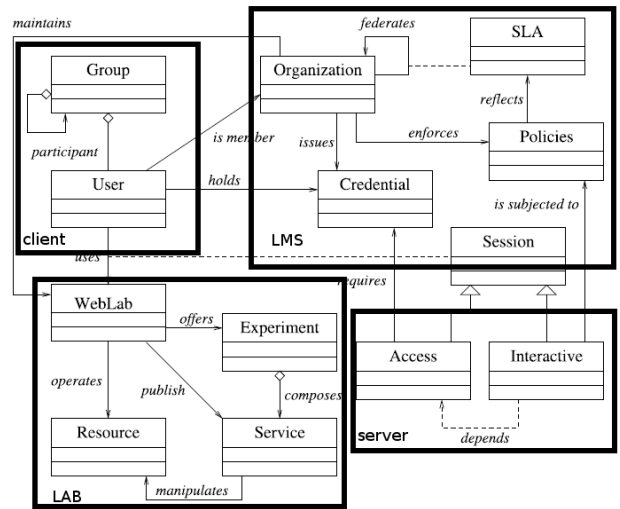 maintains
federates
SLA
Group
Organization
reflects
is member
issues
enforces
Policies
participant
User
holds
Credential
is subjected to
client
LMS
Session
uses
requires
WebLab
offers
Experiment
Access
Interactive
operates
publish
composes
Resource
Service
depends
server
manipulates
LAB